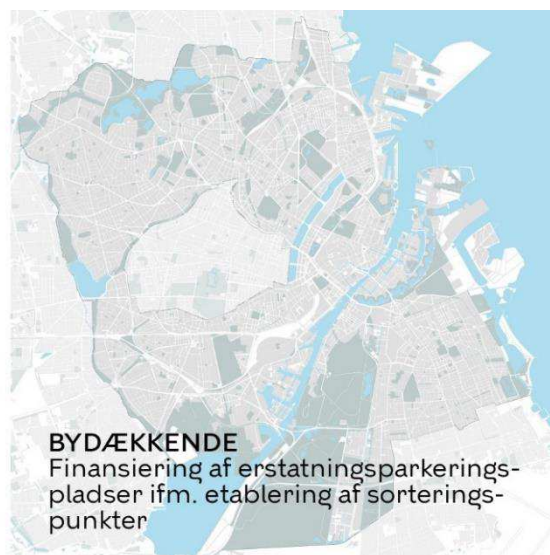 BYDÆKKENDE
Finansiering af erstatningsparkerings-
pladser ifm. etablering af sorterings-
punkter